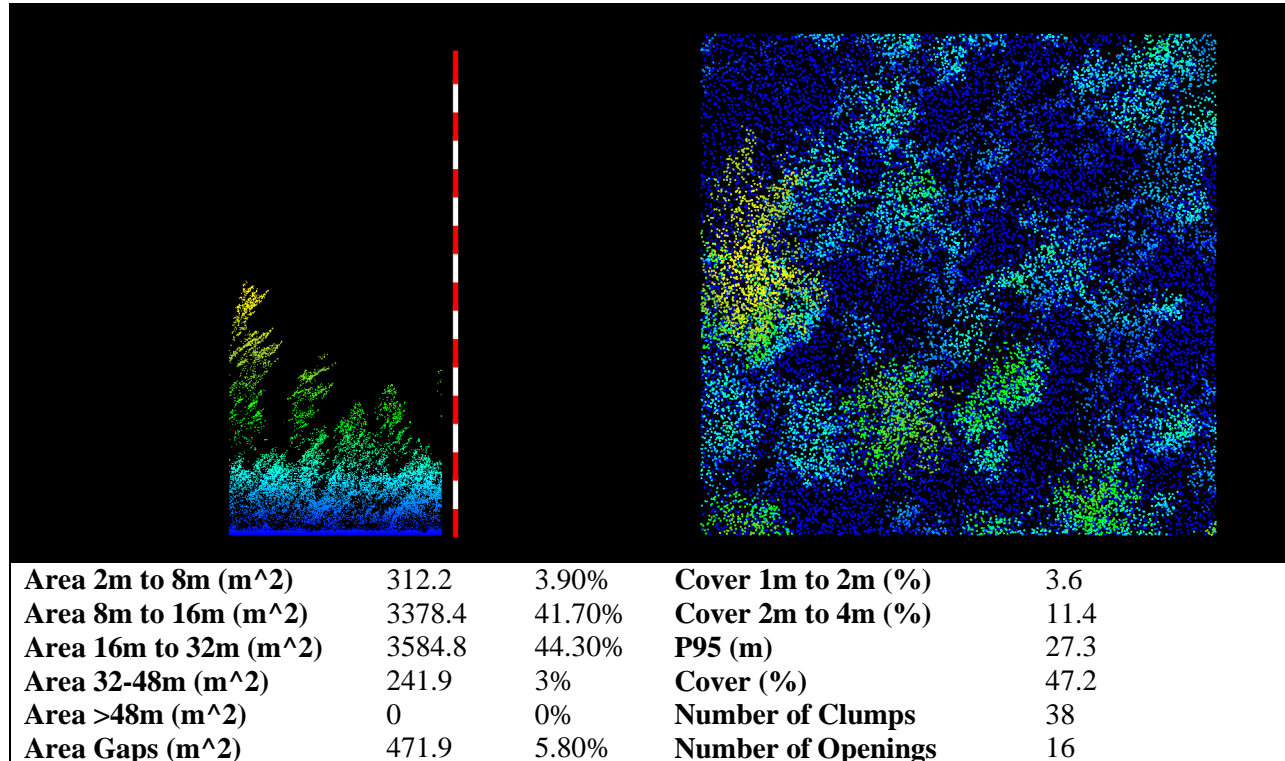 Area 2m to 8m (m^2) 312.2 3.90% Cover 1m to 2m (%) 3.6
Area 8m to 16m (m^2) 3378.4 41.70% Cover 2m to 4m (%) 11.4
Area 16m to 32m (m^2) 3584.8 44.30% P95 (m) 27.3
Area 32-48m (m^2) 241.9 3% Cover (%) 47.2
Area >48m (m^2) 0 0% Number of Clumps 38
Area Gaps (m^2) 471.9 5.80% Number of Openings 16